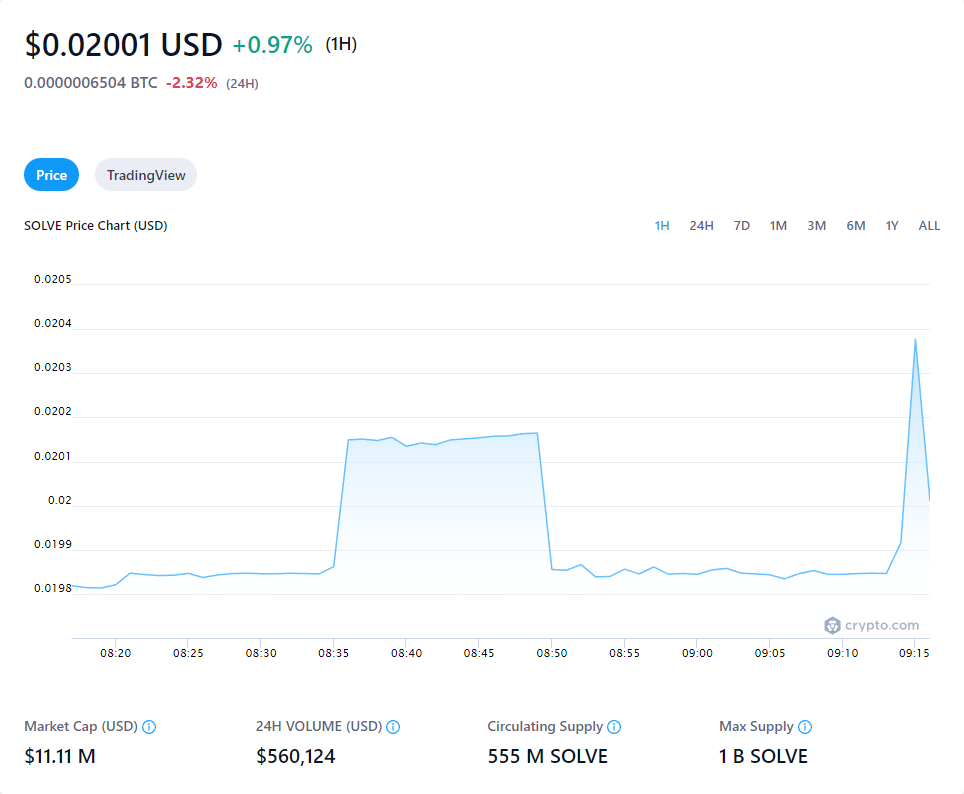 $0.02001 USD +0.97% (1H)
0.0000006504 BTC -2.32% (24H)
Price TradingView
SOLVE Price Chart (USD) 1H 24H 7D 1M 3M 6M 1Y ALL
0.0205
0.0204
0.0203
0.0202
0.0201
0.02
0.0199
0.0198
crypto.com
08:20 08:25 08:30 08:35 08:40 08:45 08:50 08:55 09:00 09:05 09:10 09:15
Market Cap (USD) 24H VOLUME (USD) Circulating Supply Max Supply
$11.11 M $560,124 555 M SOLVE 1 B SOLVE